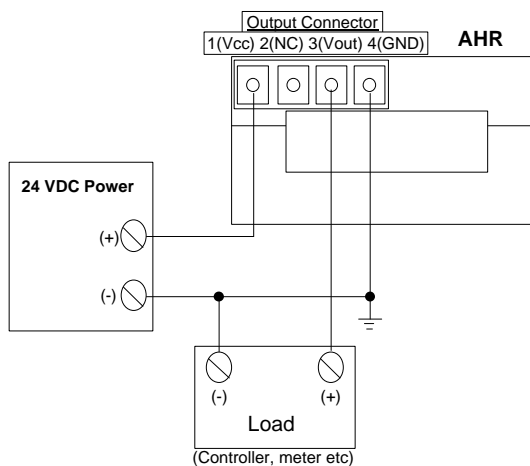 Output Connector
1(Vcc) 2(NC) 3(Vout) 4(GND)
AHR
24 VDC Power
(+)
(-)
(-)
(+)
Load
(Controller, meter etc)